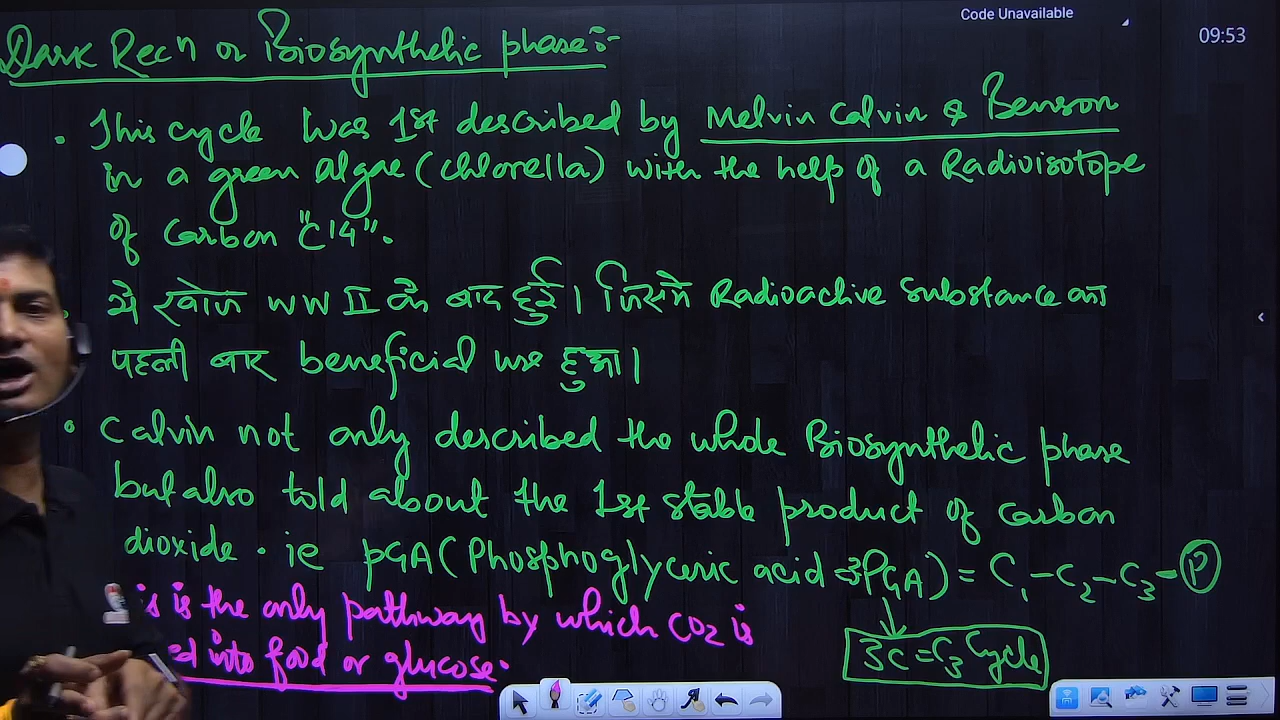 Code Unavailable
09:53
Dark Recⁿ or Biosynthetic phase:-
• This cycle was 1st described by Melvin Calvin & Benson
in a green algae (chlorella) with the help of a Radioisotope
of carbon "C14".
• ये खोज WW II के बाद हुई। जिसमे Radioactive substance का
पहली बार beneficial use हुआ।
• Calvin not only described the whole Biosynthetic phase
but also told about the 1st stable product of carbon
dioxide. ie PGA (Phosphoglyceric acid = 3PGA) = C1-C2-C3-P
is the only pathway by which CO2 is
3C = C3 Cycle
into food or glucose.